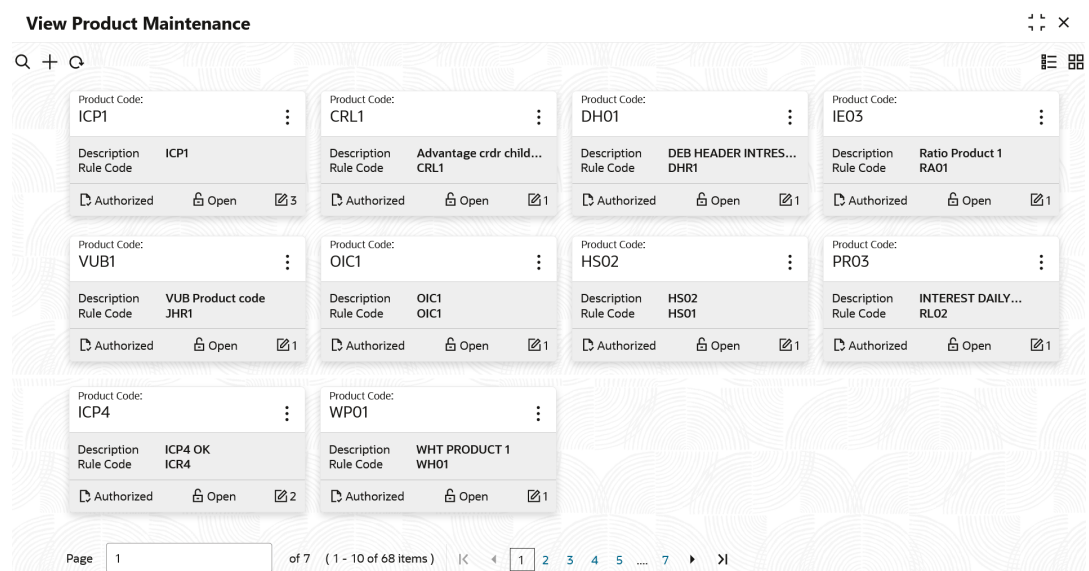 View Product Maintenance
Product Code:
ICP1
Description ICP1
Rule Code
Authorized Open 3
Product Code:
CRL1
Description Advantage crdr child...
Rule Code CRL1
Authorized Open 1
Product Code:
DH01
Description DEB HEADER INTRES...
Rule Code DHR1
Authorized Open 1
Product Code:
IE03
Description Ratio Product 1
Rule Code RA01
Authorized Open 1
Product Code:
VUB1
Description VUB Product code
Rule Code JHR1
Authorized Open 1
Product Code:
OIC1
Description OIC1
Rule Code OIC1
Authorized Open 1
Product Code:
HS02
Description HS02
Rule Code HS01
Authorized Open 1
Product Code:
PR03
Description INTEREST DAILY...
Rule Code RL02
Authorized Open 1
Product Code:
ICP4
Description ICP4 OK
Rule Code ICR4
Authorized Open 2
Product Code:
WP01
Description WHT PRODUCT 1
Rule Code WH01
Authorized Open 1
Page 1 of 7 ( 1 - 10 of 68 items ) 1 2 3 4 5 .... 7